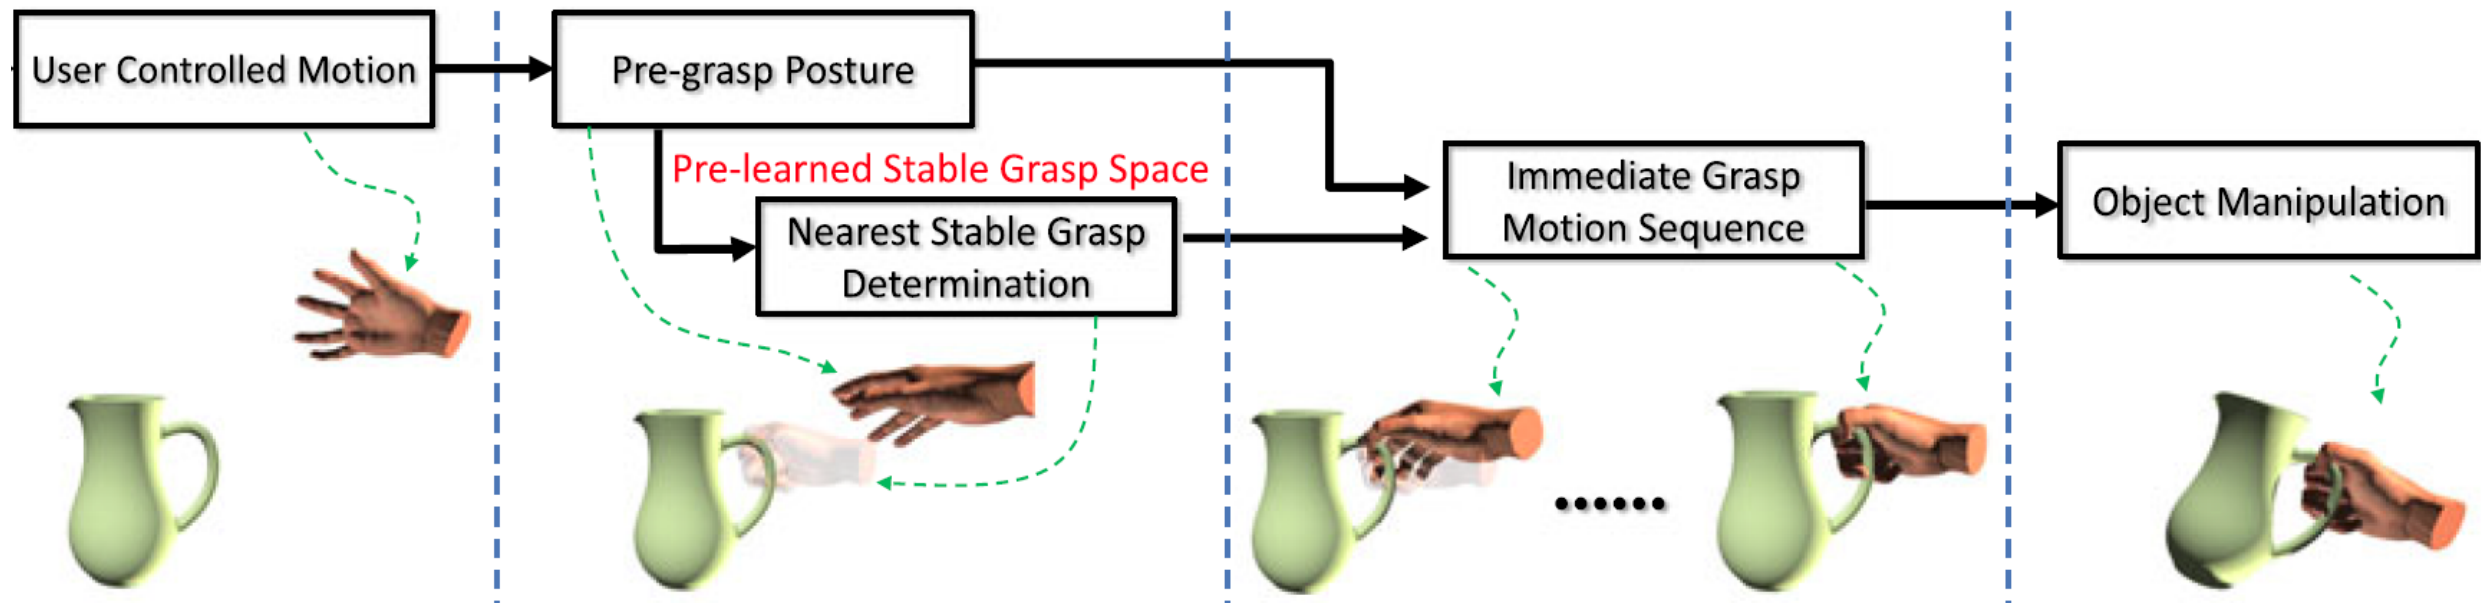 User Controlled Motion
Pre-grasp Posture
Pre-learned Stable Grasp Space
Nearest Stable Grasp
Determination
Immediate Grasp
Motion Sequence
Object Manipulation